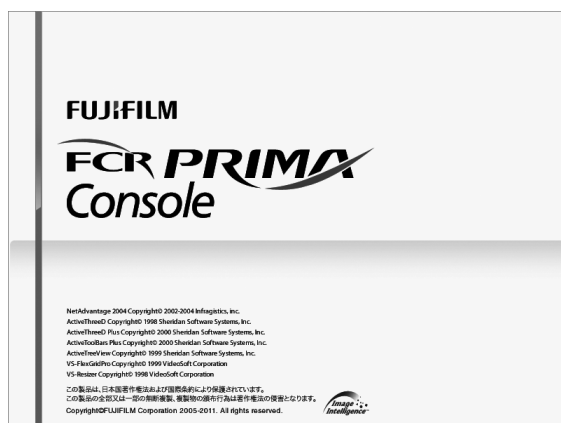 FUJIFILM
FCR PRIMA
Console
NetAdvantage 2004 Copyright© 2002-2004 Infragistics, inc.
ActiveThreeD Copyright© 1998 Sheridan Software Systems, Inc.
ActiveThreeD Plus Copyright© 2000 Sheridan Software Systems, Inc.
ActiveToolBars Plus Copyright© 2000 Sheridan Software Systems, Inc.
ActiveTreeView Copyright© 1999 Sheridan Software Systems, Inc.
VS-FlexGridPro Copyright© 1999 VideoSoft Corporation
VS-Resizer Copyright© 1998 VideoSoft Corporation
この製品は、日本国著作権法および国際条約により保護されています。
この製品の全部又は一部の無断複製、複製物の頒布行為は著作権法の侵害となります。
Copyright©FUJIFILM Corporation 2005-2011. All rights reserved.
Image
Intelligence™